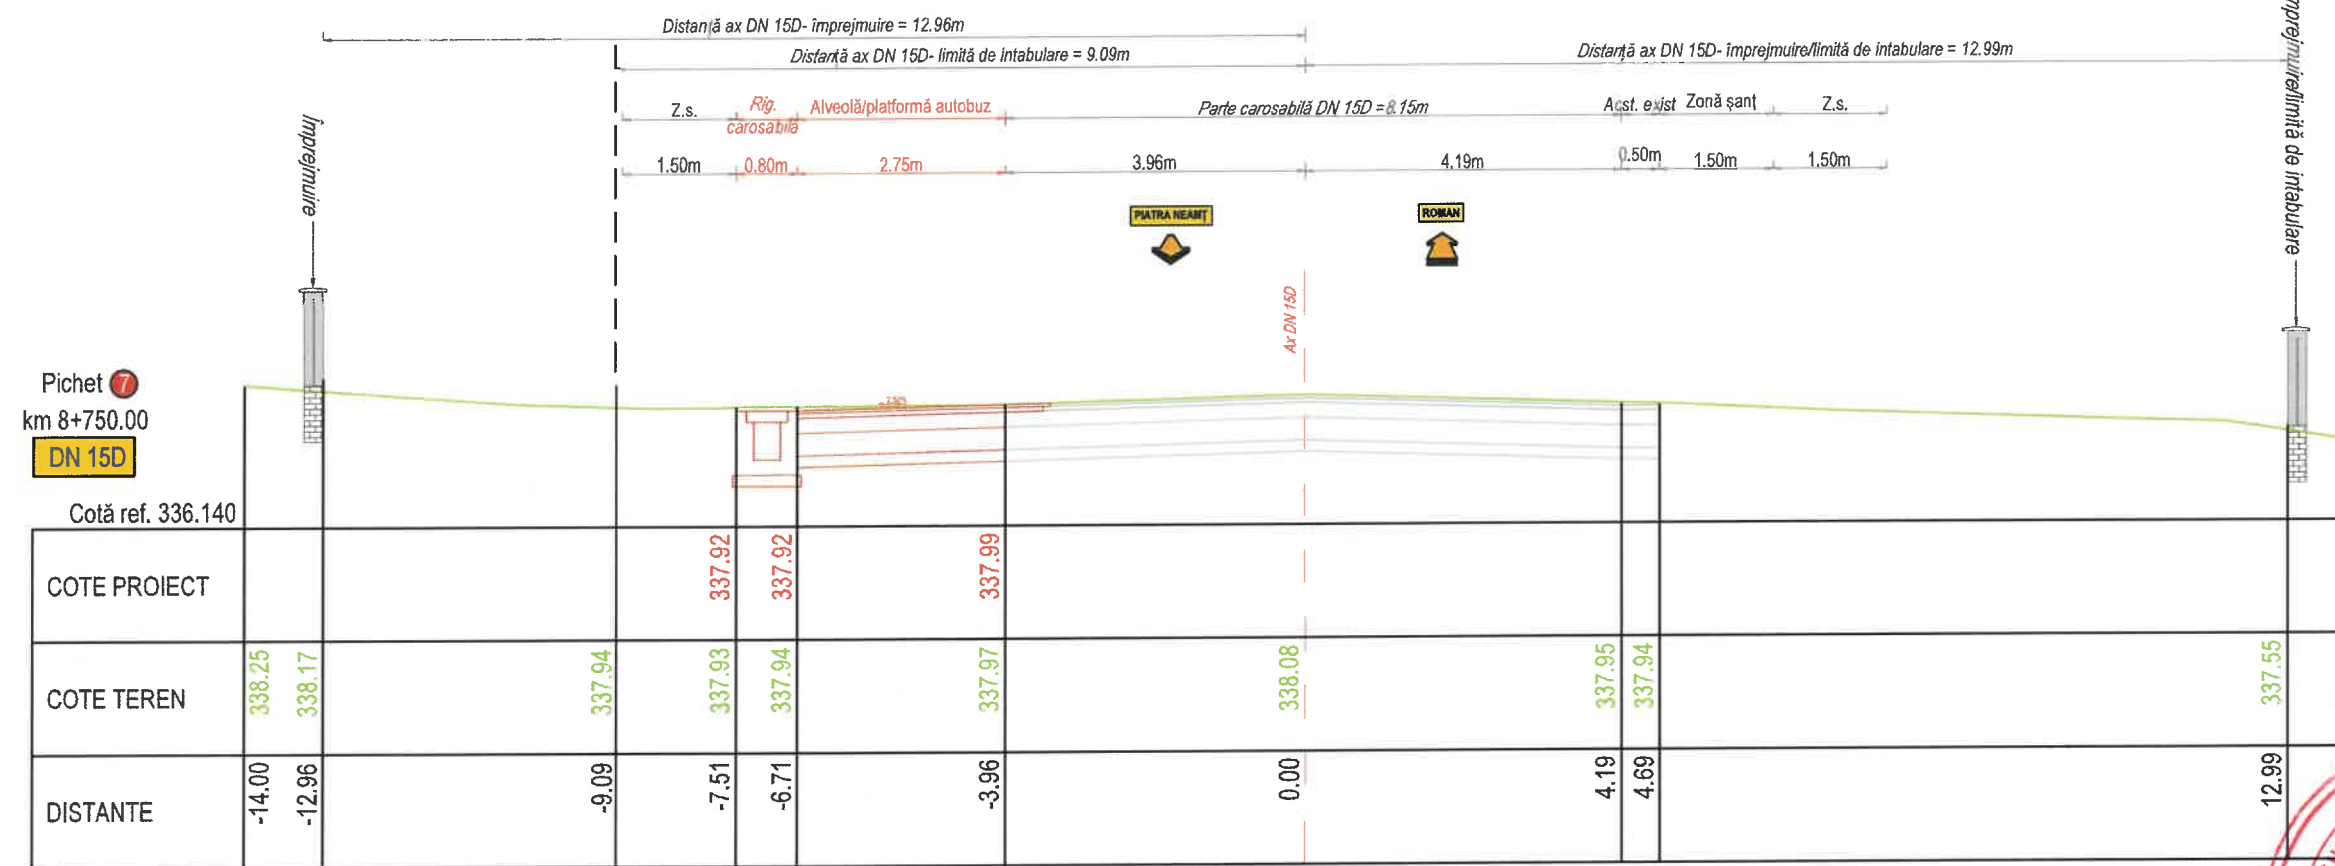 Distanță ax DN 15D- împrejmuire = 12.96m
Distanță ax DN 15D- limită de intabulare = 9.09m
Distanță ax DN 15D- împrejmuire/limită de intabulare = 12.99m
Z.s.
Rig.
carosabilă
Alveolă/platformă autobuz
Parte carosabilă DN 15D = 8.15m
Acst. exist
Zonă șanț
Z.s.
1.50m
0.80m
2.75m
3.96m
4.19m
0.50m
1.50m
1.50m
Împrejmuire
PIATRA NEAMȚ
ROMAN
împrejmuire/limită de intabulare
Ax DN 15D
2.50%
Pichet 7
km 8+750.00
DN 15D
Cotă ref. 336.140
COTE PROIECT
337.92
337.92
337.99
COTE TEREN
338.25
338.17
337.94
337.93
337.94
337.97
338.08
337.95
337.94
337.55
DISTANTE
-14.00
-12.96
-9.09
-7.51
-6.71
-3.96
0.00
4.19
4.69
12.99